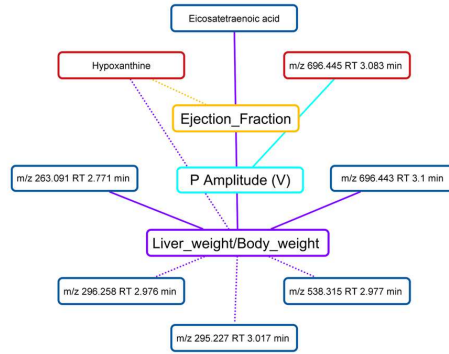 Eicosatetraenoic acid
Hypoxanthine
m/z 696.445 RT 3.083 min
Ejection_Fraction
m/z 263.091 RT 2.771 min
P Amplitude (V)
m/z 696.443 RT 3.1 min
Liver_weight/Body_weight
m/z 296.258 RT 2.976 min
m/z 538.315 RT 2.977 min
m/z 295.227 RT 3.017 min